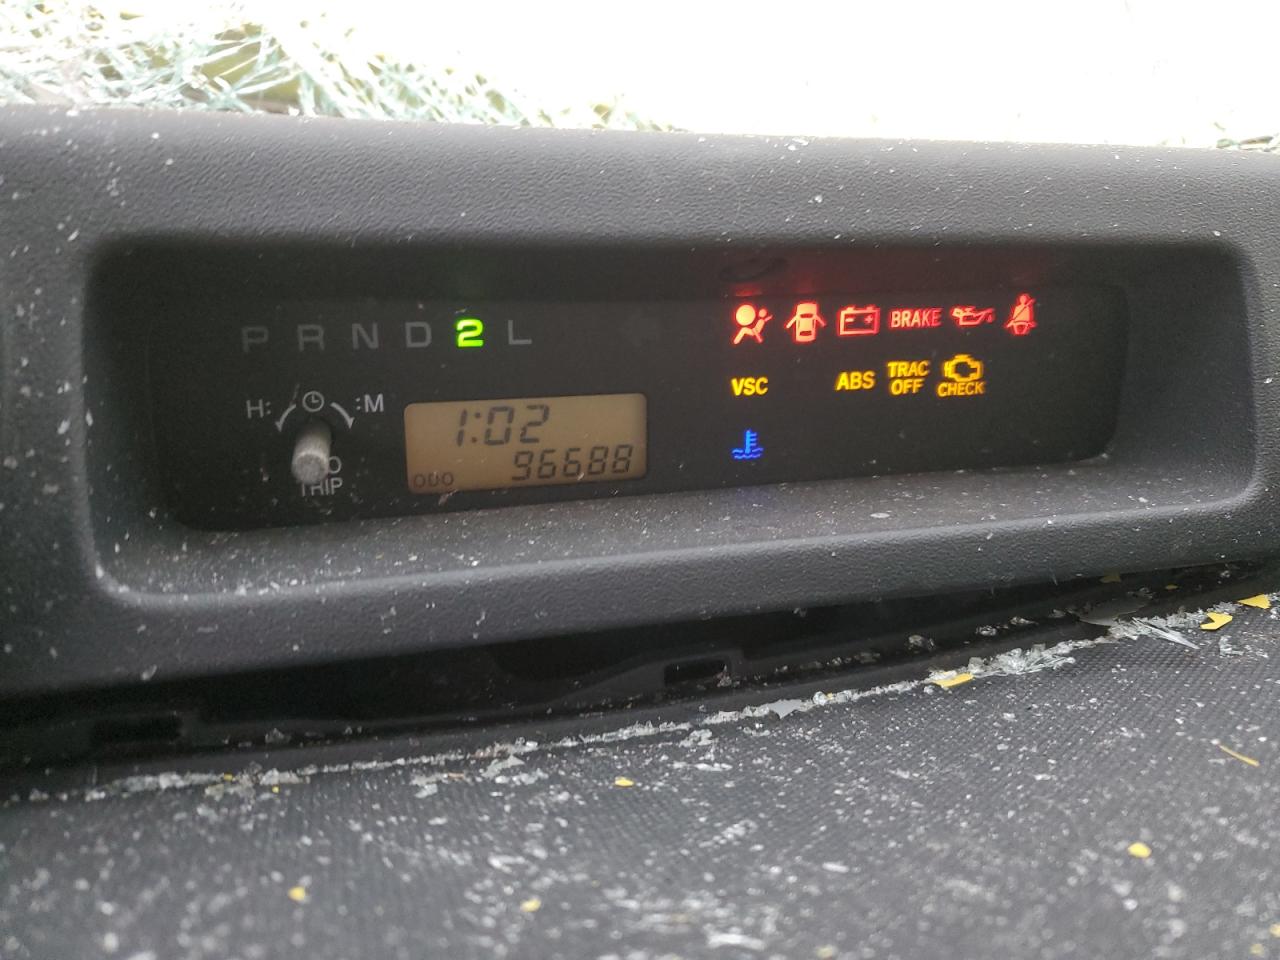 P R N D 2 L
H: :M
TRIP
1:02
ODO 96688
BRAKE
VSC ABS TRAC OFF CHECK